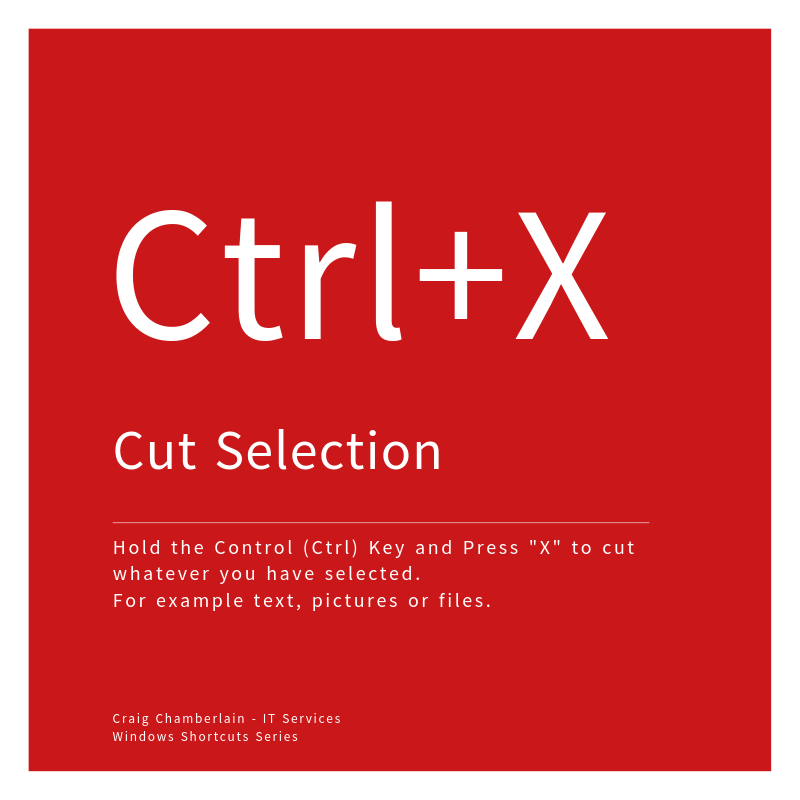 Ctrl+X
Cut Selection
Hold the Control (Ctrl) Key and Press "X" to cut
whatever you have selected.
For example text, pictures or files.
Craig Chamberlain - IT Services
Windows Shortcuts Series